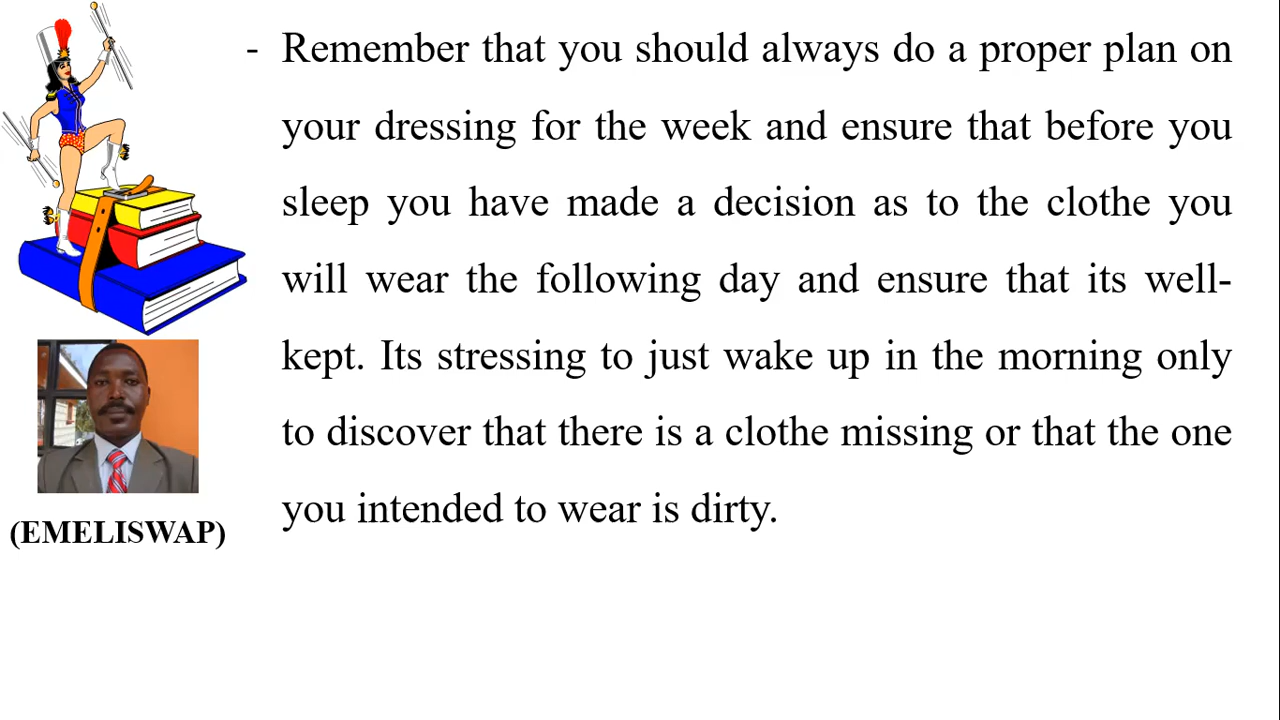 - Remember that you should always do a proper plan on
your dressing for the week and ensure that before you
sleep you have made a decision as to the clothe you
will wear the following day and ensure that its well-
kept. Its stressing to just wake up in the morning only
to discover that there is a clothe missing or that the one
you intended to wear is dirty.
(EMELISWAP)